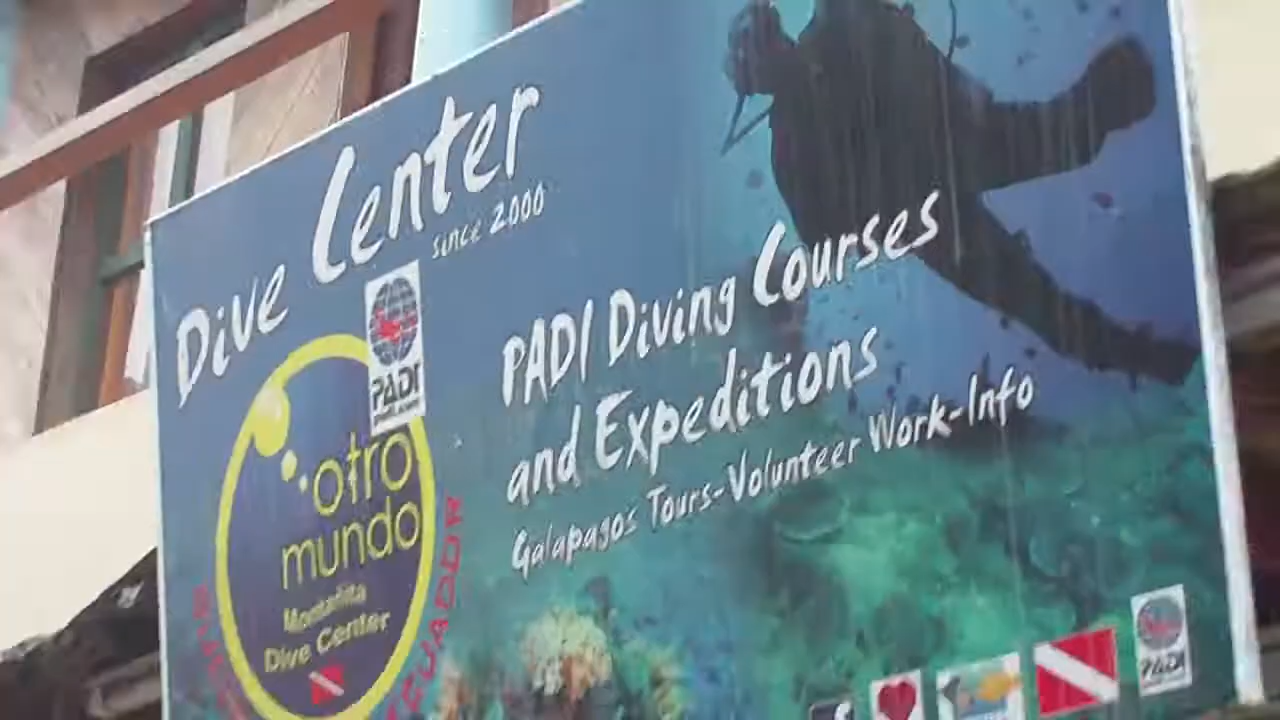 Dive Center
since 2000
PADI
otro
mundo
Montañita
Dive Center
ECUADOR
PADI Diving Courses
and Expeditions
Galapagos Tours-Volunteer Work-Info
PADI